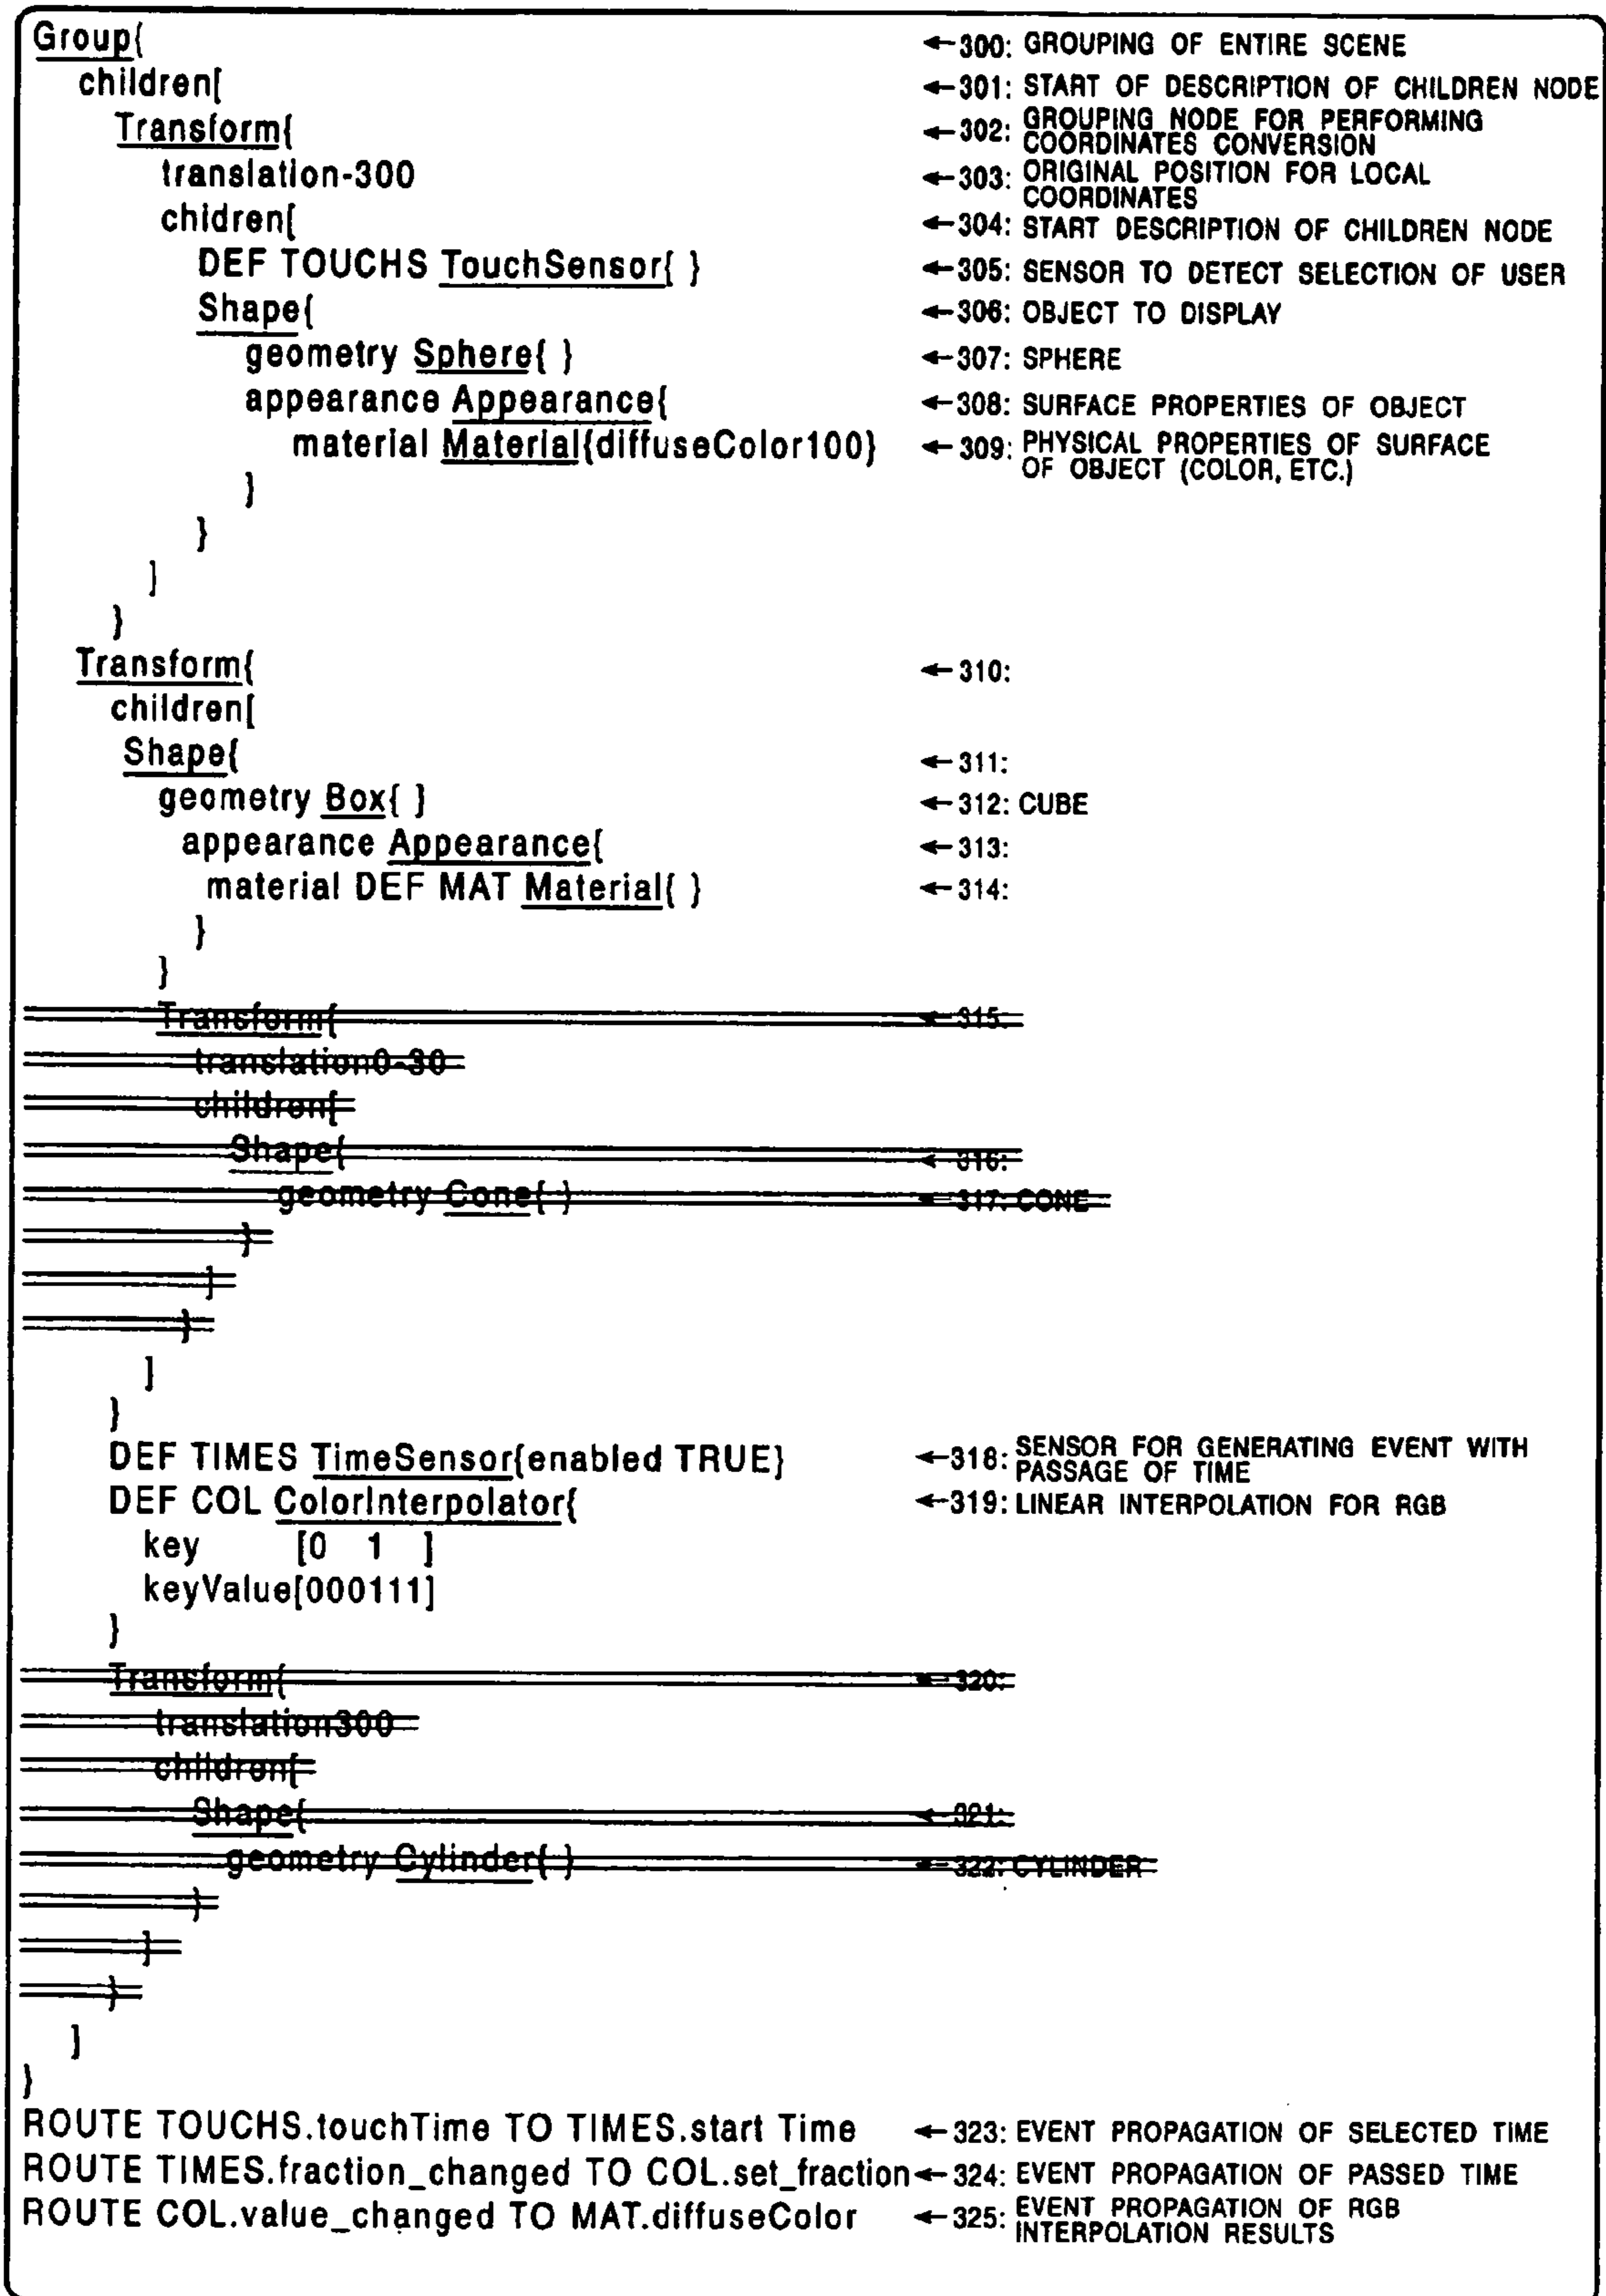 Group{ ←300: GROUPING OF ENTIRE SCENE
children[ ←301: START OF DESCRIPTION OF CHILDREN NODE
Transform{ ←302: GROUPING NODE FOR PERFORMING
COORDINATES CONVERSION
translation-300 ←303: ORIGINAL POSITION FOR LOCAL
COORDINATES
chidren[ ←304: START DESCRIPTION OF CHILDREN NODE
DEF TOUCHS TouchSensor{ } ←305: SENSOR TO DETECT SELECTION OF USER
Shape{ ←306: OBJECT TO DISPLAY
geometry Sphere{ } ←307: SPHERE
appearance Appearance{ ←308: SURFACE PROPERTIES OF OBJECT
material Material{diffuseColor100} ←309: PHYSICAL PROPERTIES OF SURFACE
OF OBJECT (COLOR, ETC.)
}
}
]
}
Transform{ ←310:
children[
Shape{ ←311:
geometry Box{ } ←312: CUBE
appearance Appearance{ ←313:
material DEF MAT Material{ } ←314:
}
}
Transform{ ←315:
translation0-30
children[
Shape{ ←316:
geometry Cone{ } ←317: CONE
}
]
}
]
}
DEF TIMES TimeSensor{enabled TRUE} ←318: SENSOR FOR GENERATING EVENT WITH
PASSAGE OF TIME
DEF COL ColorInterpolator{ ←319: LINEAR INTERPOLATION FOR RGB
key [0 1 ]
keyValue[000111]
}
Transform{ ←320:
translation300
children[
Shape{ ←321:
geometry Cylinder{ } ←322: CYLINDER
}
]
}
]
}
ROUTE TOUCHS.touchTime TO TIMES.start Time ←323: EVENT PROPAGATION OF SELECTED TIME
ROUTE TIMES.fraction_changed TO COL.set_fraction←324: EVENT PROPAGATION OF PASSED TIME
ROUTE COL.value_changed TO MAT.diffuseColor ←325: EVENT PROPAGATION OF RGB
INTERPOLATION RESULTS